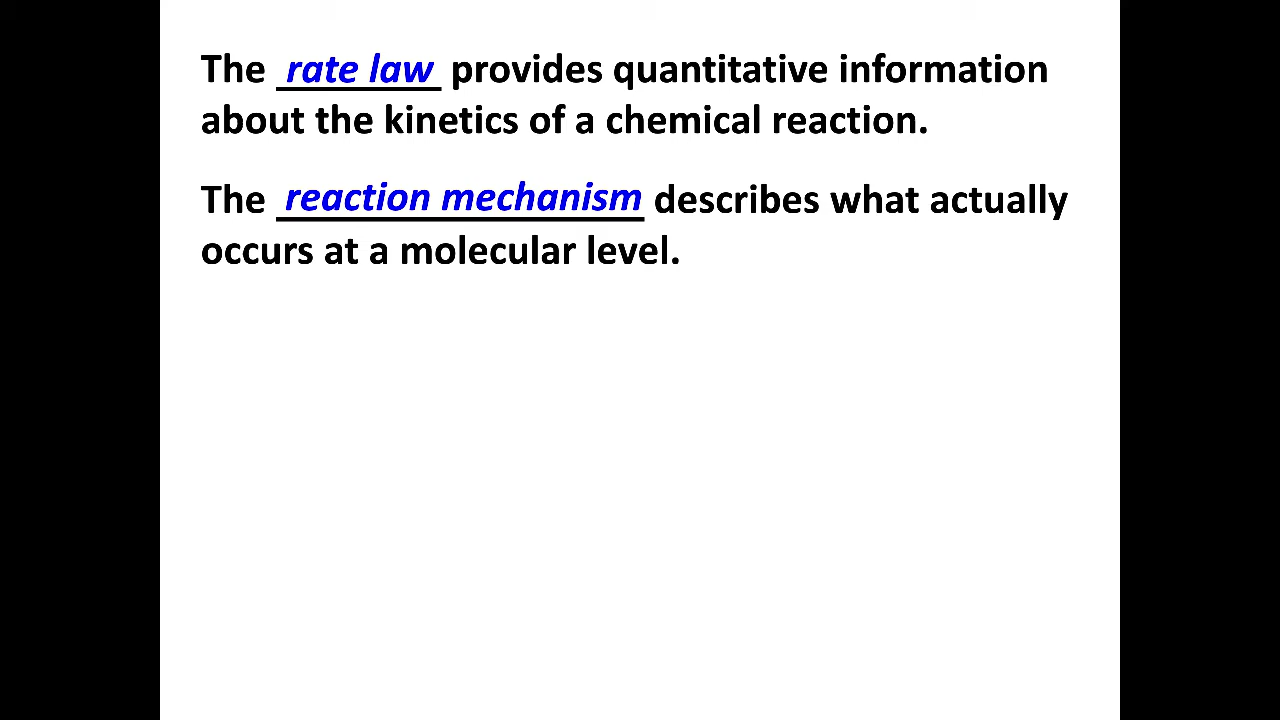 The rate law provides quantitative information
about the kinetics of a chemical reaction.
The reaction mechanism describes what actually
occurs at a molecular level.